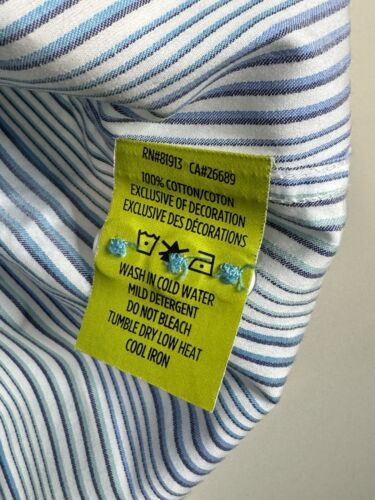 RN#81913 CA#26689
100% COTTON/COTON
EXCLUSIVE OF DECORATION
EXCLUSIVE DES DÉCORATIONS
WASH IN COLD WATER
MILD DETERGENT
DO NOT BLEACH
TUMBLE DRY LOW HEAT
COOL IRON